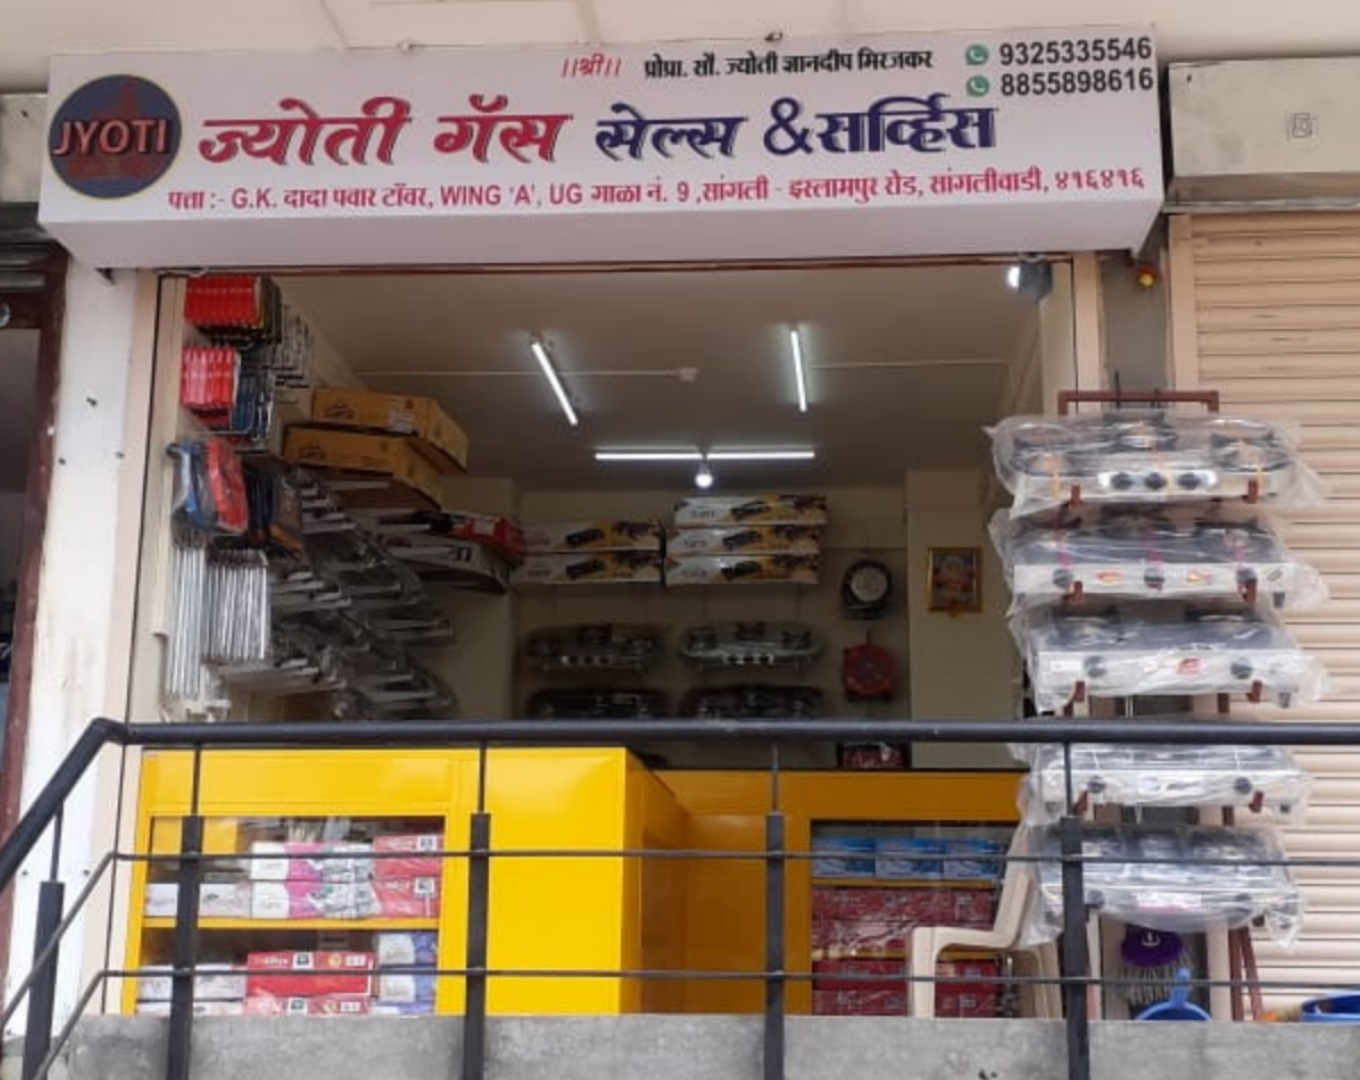 ।।श्री।। प्रोप्रा. सौ. ज्योती ज्ञानदीप मिरजकर
9325335546
8855898616
JYOTI
ज्योती गॅस सेल्स & सर्व्हिस
पत्ता :- G.K. दादा पवार टॉवर, WING 'A', UG गाळा नं. 9 ,सांगली - इस्लामपुर रोड, सांगलीवाडी, ४१६४१६